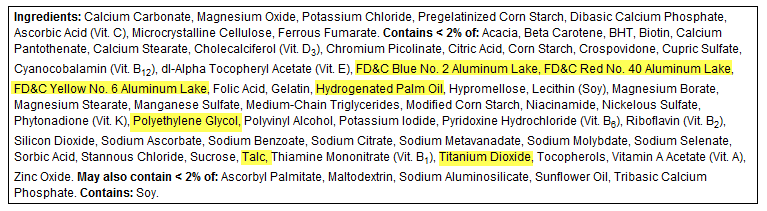 Ingredients: Calcium Carbonate, Magnesium Oxide, Potassium Chloride, Pregelatinized Corn Starch, Dibasic Calcium Phosphate,
Ascorbic Acid (Vit. C), Microcrystalline Cellulose, Ferrous Fumarate. Contains < 2% of: Acacia, Beta Carotene, BHT, Biotin, Calcium
Pantothenate, Calcium Stearate, Cholecalciferol (Vit. D3), Chromium Picolinate, Citric Acid, Corn Starch, Crospovidone, Cupric Sulfate,
Cyanocobalamin (Vit. B12), dl-Alpha Tocopheryl Acetate (Vit. E), FD&C Blue No. 2 Aluminum Lake, FD&C Red No. 40 Aluminum Lake,
FD&C Yellow No. 6 Aluminum Lake, Folic Acid, Gelatin, Hydrogenated Palm Oil, Hypromellose, Lecithin (Soy), Magnesium Borate,
Magnesium Stearate, Manganese Sulfate, Medium-Chain Triglycerides, Modified Corn Starch, Niacinamide, Nickelous Sulfate,
Phytonadione (Vit. K), Polyethylene Glycol, Polyvinyl Alcohol, Potassium Iodide, Pyridoxine Hydrochloride (Vit. B6), Riboflavin (Vit. B2),
Silicon Dioxide, Sodium Ascorbate, Sodium Benzoate, Sodium Citrate, Sodium Metavanadate, Sodium Molybdate, Sodium Selenate,
Sorbic Acid, Stannous Chloride, Sucrose, Talc, Thiamine Mononitrate (Vit. B1), Titanium Dioxide, Tocopherols, Vitamin A Acetate (Vit. A),
Zinc Oxide. May also contain < 2% of: Ascorbyl Palmitate, Maltodextrin, Sodium Aluminosilicate, Sunflower Oil, Tribasic Calcium
Phosphate. Contains: Soy.